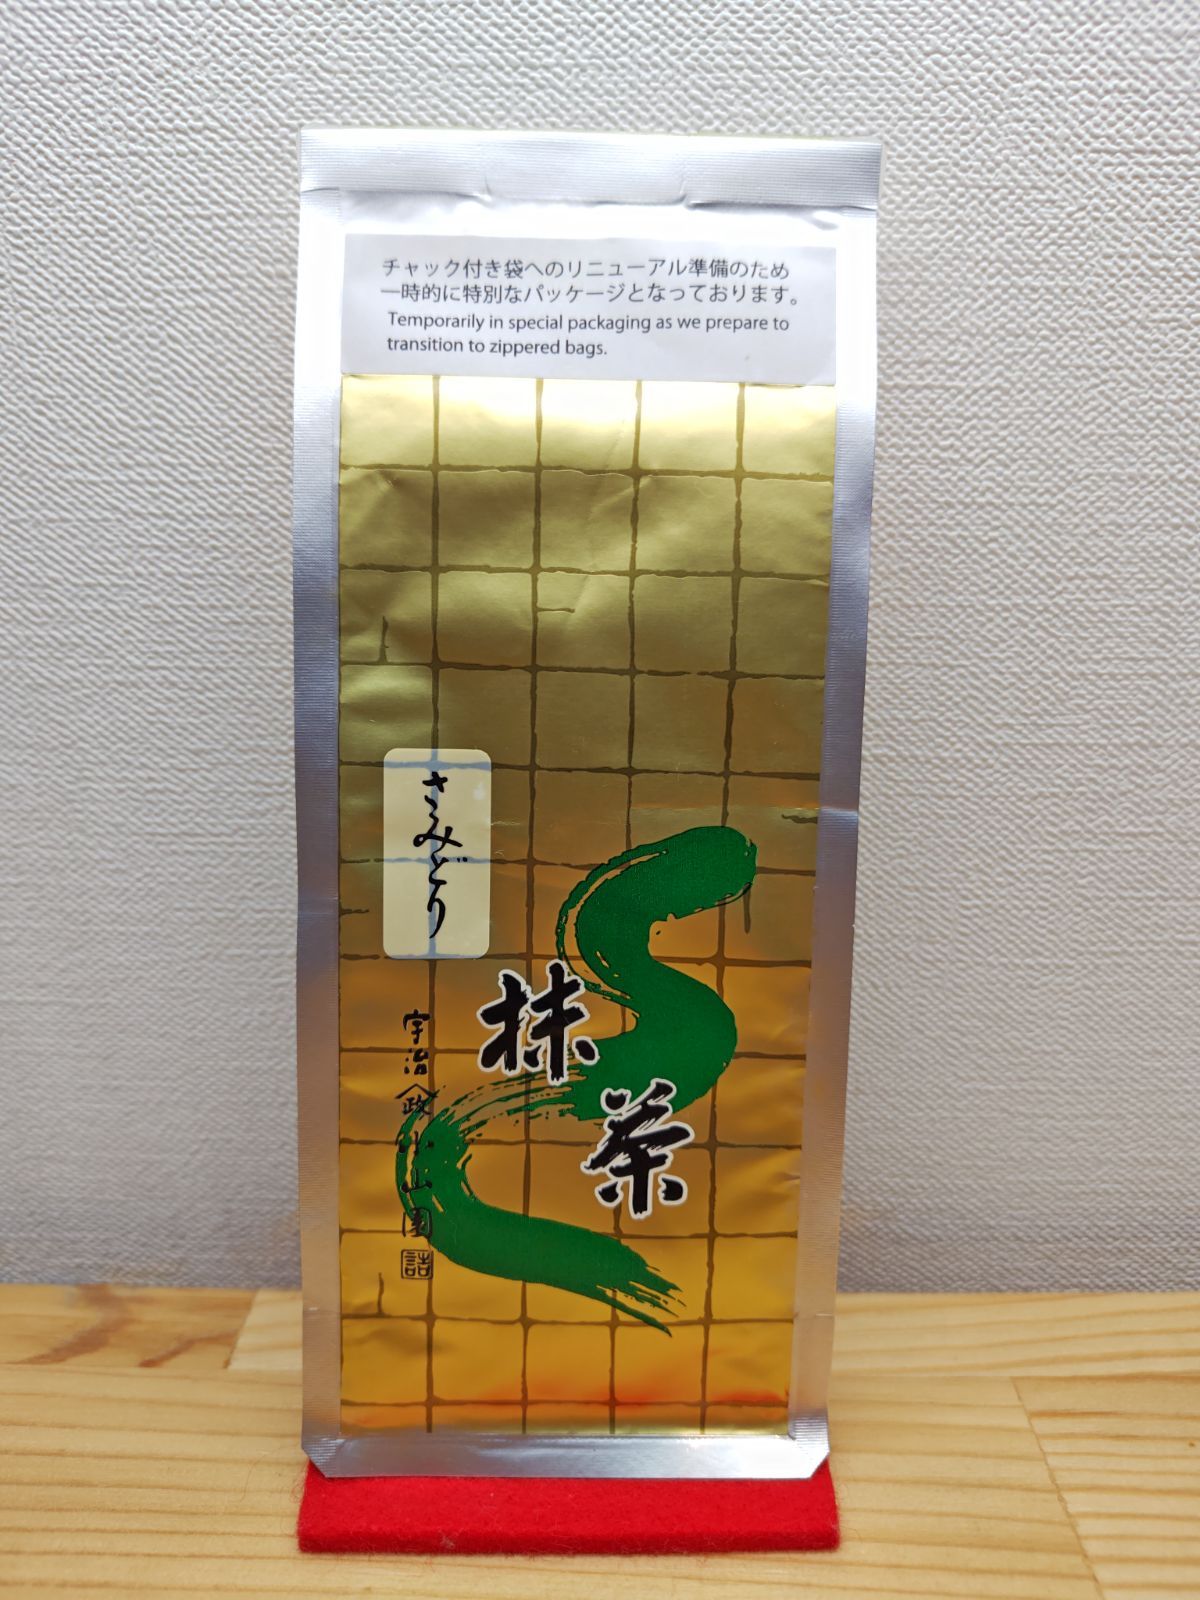 チャック付き袋へのリニューアル準備のため
一時的に特別なパッケージとなっております。
Temporarily in special packaging as we prepare to
transition to zippered bags.
さみどり
抹茶
宇治 政 小山園 詰